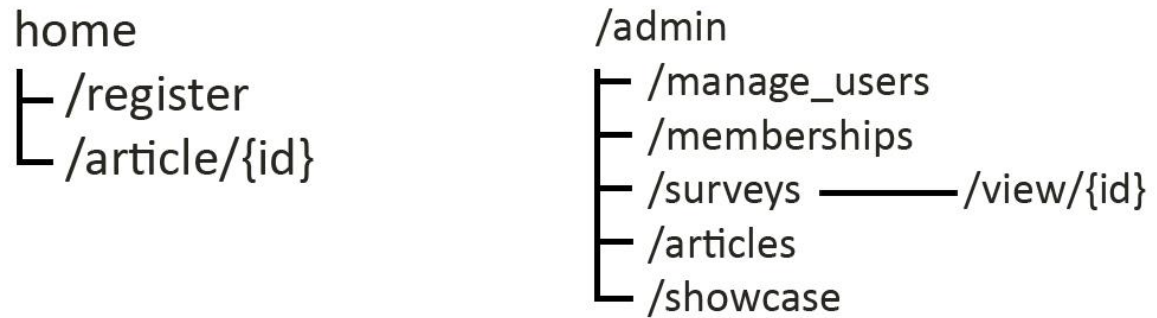 home
/register
/article/{id}
/admin
/manage_users
/memberships
/surveys /view/{id}
/articles
/showcase